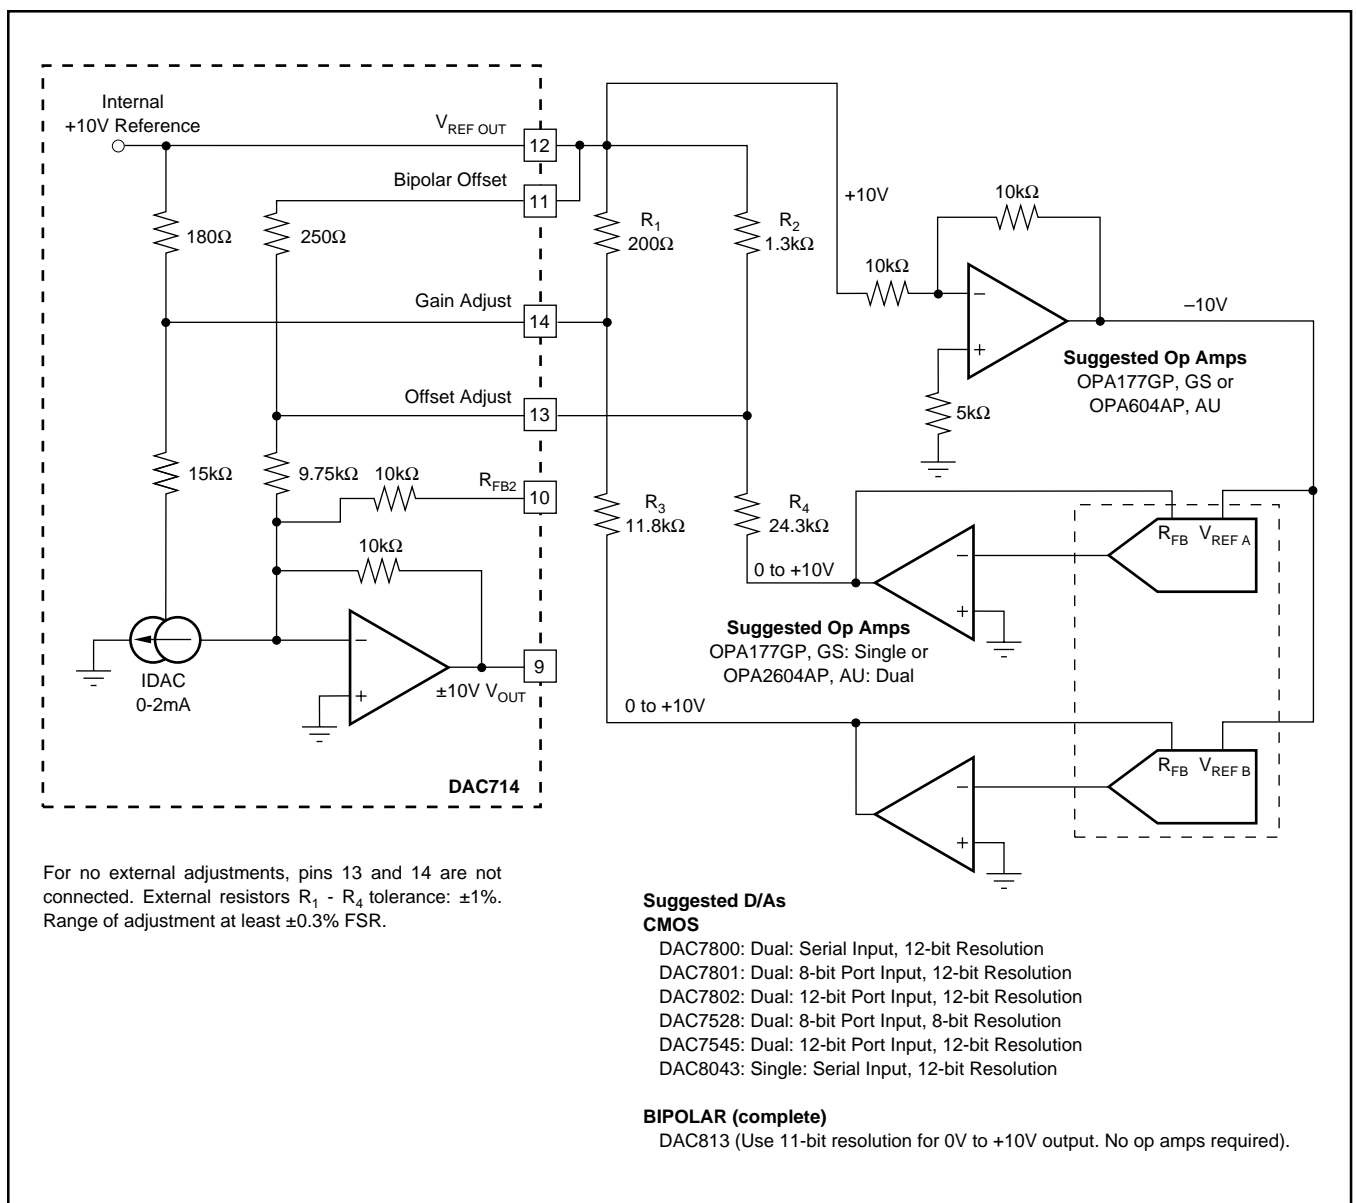 Internal
+10V Reference
V REF OUT
12
Bipolar Offset
11
180Ω
250Ω
R1
200Ω
R2
1.3kΩ
+10V
10kΩ
10kΩ
–
+
5kΩ
–10V
Suggested Op Amps
OPA177GP, GS or
OPA604AP, AU
Gain Adjust
14
Offset Adjust
13
15kΩ
9.75kΩ
10kΩ
RFB2
10
R3
11.8kΩ
R4
24.3kΩ
10kΩ
0 to +10V
–
+
RFB VREF A
Suggested Op Amps
OPA177GP, GS: Single or
OPA2604AP, AU: Dual
IDAC
0-2mA
–
+
±10V VOUT
9
0 to +10V
–
+
RFB VREF B
DAC714
For no external adjustments, pins 13 and 14 are not
connected. External resistors R1 - R4 tolerance: ±1%.
Range of adjustment at least ±0.3% FSR.
Suggested D/As
CMOS
DAC7800: Dual: Serial Input, 12-bit Resolution
DAC7801: Dual: 8-bit Port Input, 12-bit Resolution
DAC7802: Dual: 12-bit Port Input, 12-bit Resolution
DAC7528: Dual: 8-bit Port Input, 8-bit Resolution
DAC7545: Dual: 12-bit Port Input, 12-bit Resolution
DAC8043: Single: Serial Input, 12-bit Resolution
BIPOLAR (complete)
DAC813 (Use 11-bit resolution for 0V to +10V output. No op amps required).